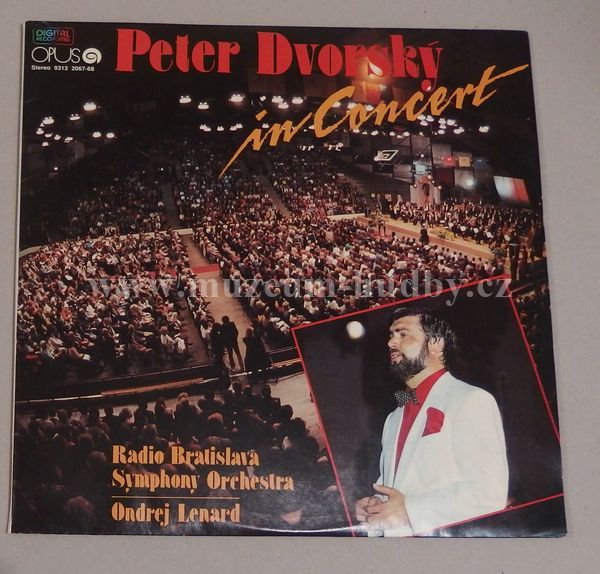 DIGITAL
RECORDING
OPUS
Stereo 9312 2067-68
Peter Dvorský
in Concert
www.muzeum-hudby.cz
Radio Bratislava
Symphony Orchestra
Ondrej Lenard